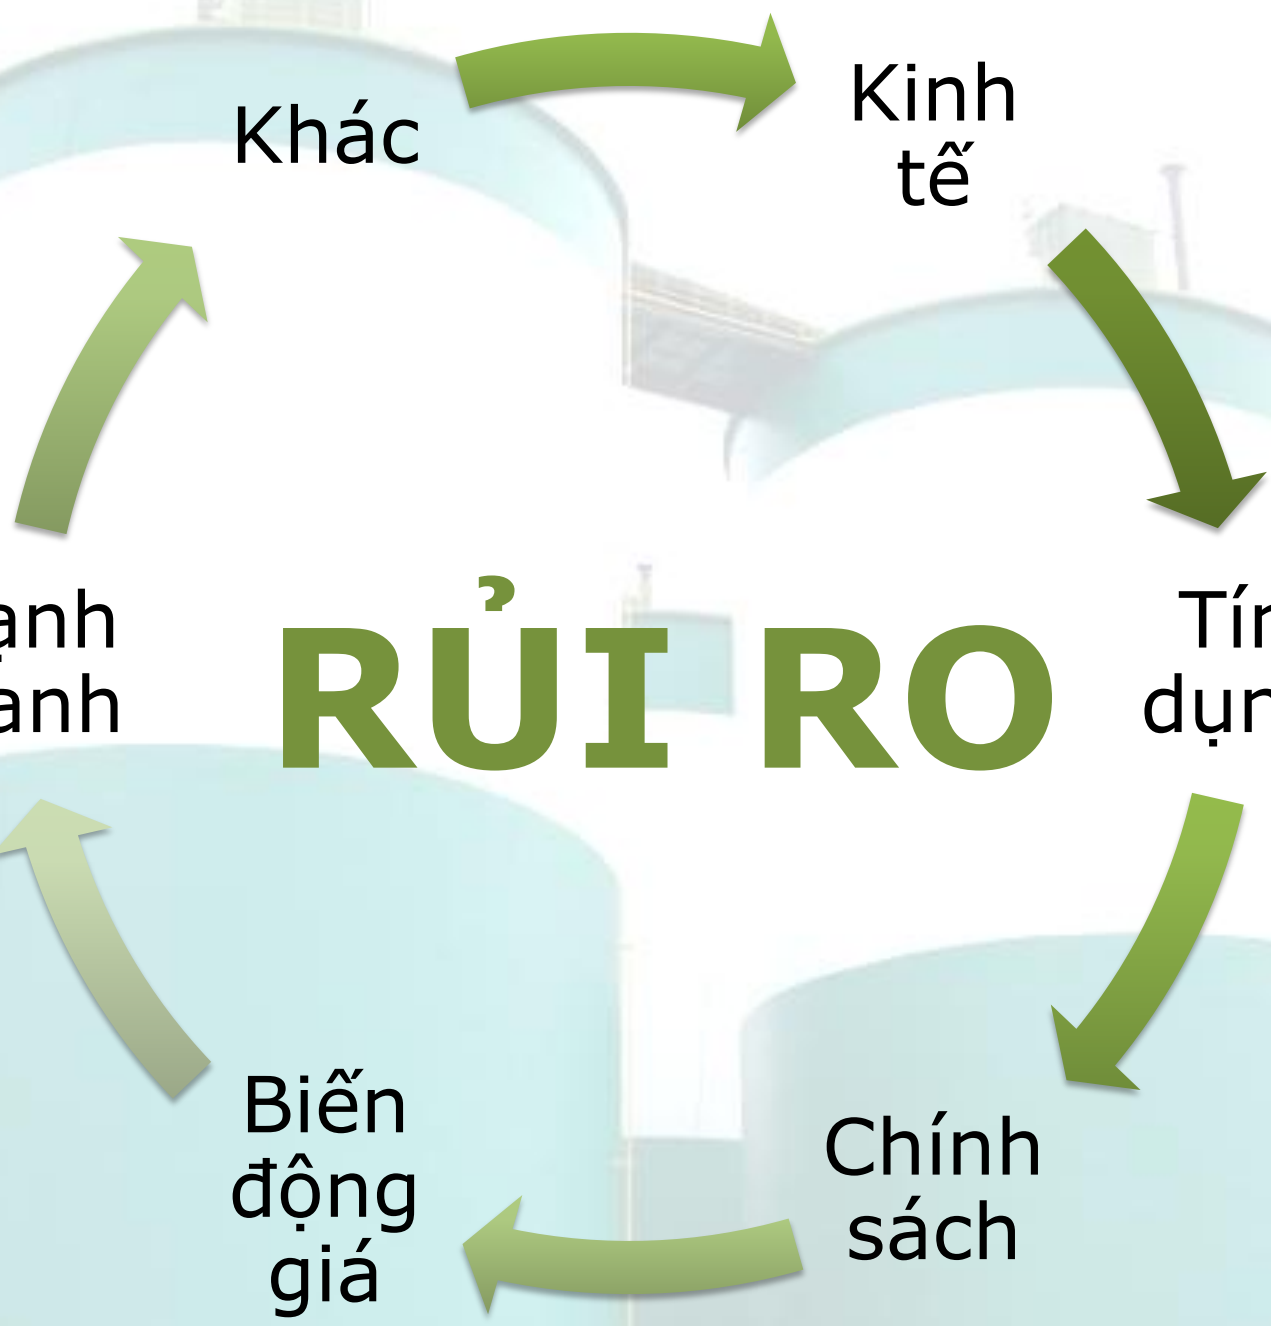 Khác
Kinh
tế
RỦI RO
Chính
sách
Biến
động
giá